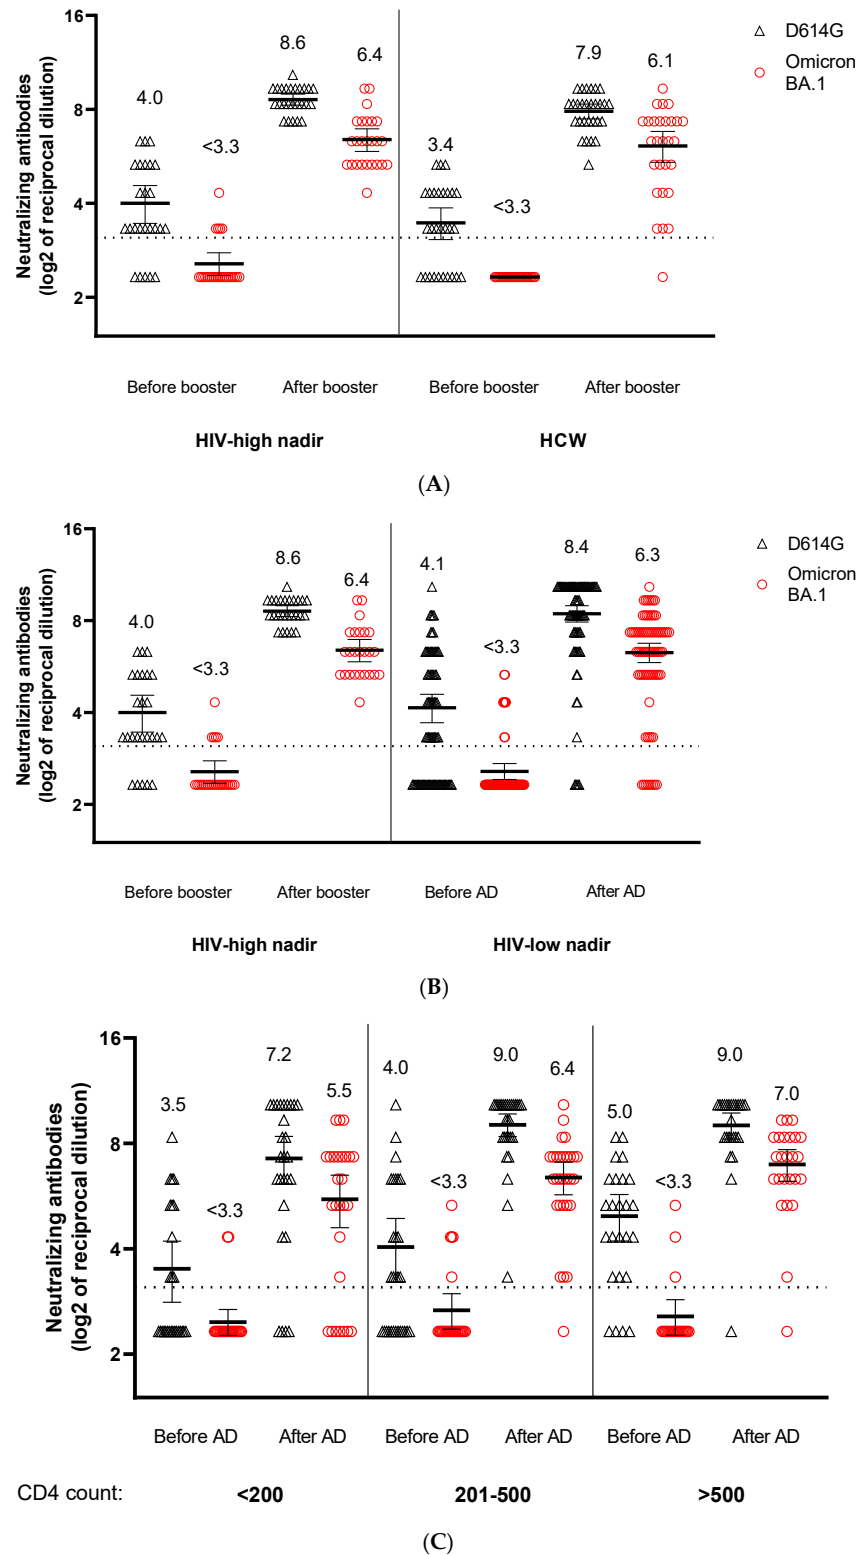 Neutralizing antibodies
(log2 of reciprocal dilution)
16
8
4
2
4.0
<3.3
8.6
6.4
3.4
<3.3
7.9
6.1
D614G
Omicron
BA.1
Before booster
After booster
Before booster
After booster
HIV-high nadir
HCW
(A)
Neutralizing antibodies
(log2 of reciprocal dilution)
16
8
4
2
4.0
<3.3
8.6
6.4
4.1
<3.3
8.4
6.3
D614G
Omicron
BA.1
Before booster
After booster
Before AD
After AD
HIV-high nadir
HIV-low nadir
(B)
Neutralizing antibodies
(log2 of reciprocal dilution)
16
8
4
2
3.5
<3.3
7.2
5.5
4.0
<3.3
9.0
6.4
5.0
<3.3
9.0
7.0
Before AD
After AD
Before AD
After AD
Before AD
After AD
CD4 count:
<200
201-500
>500
(C)